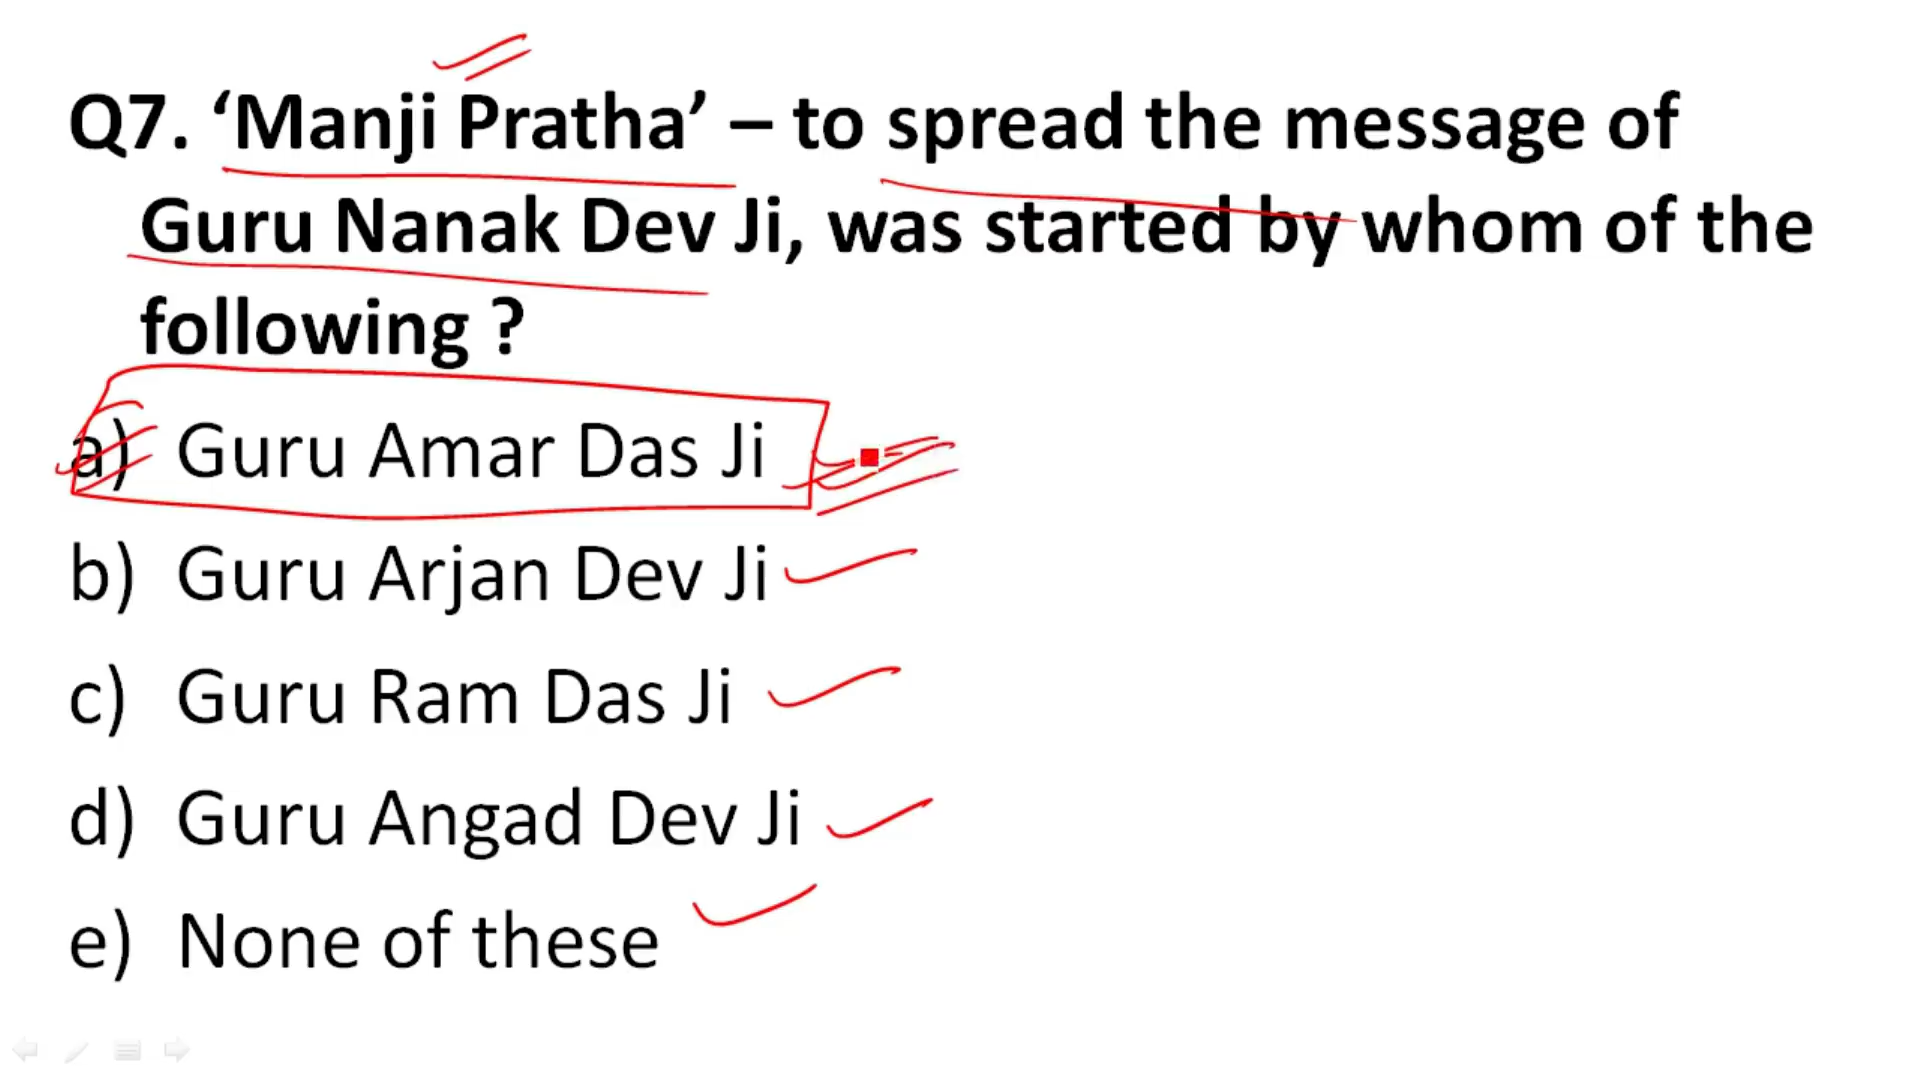 Q7. ‘Manji Pratha’ – to spread the message of
Guru Nanak Dev Ji, was started by whom of the
following ?
a) Guru Amar Das Ji
b) Guru Arjan Dev Ji
c) Guru Ram Das Ji
d) Guru Angad Dev Ji
e) None of these